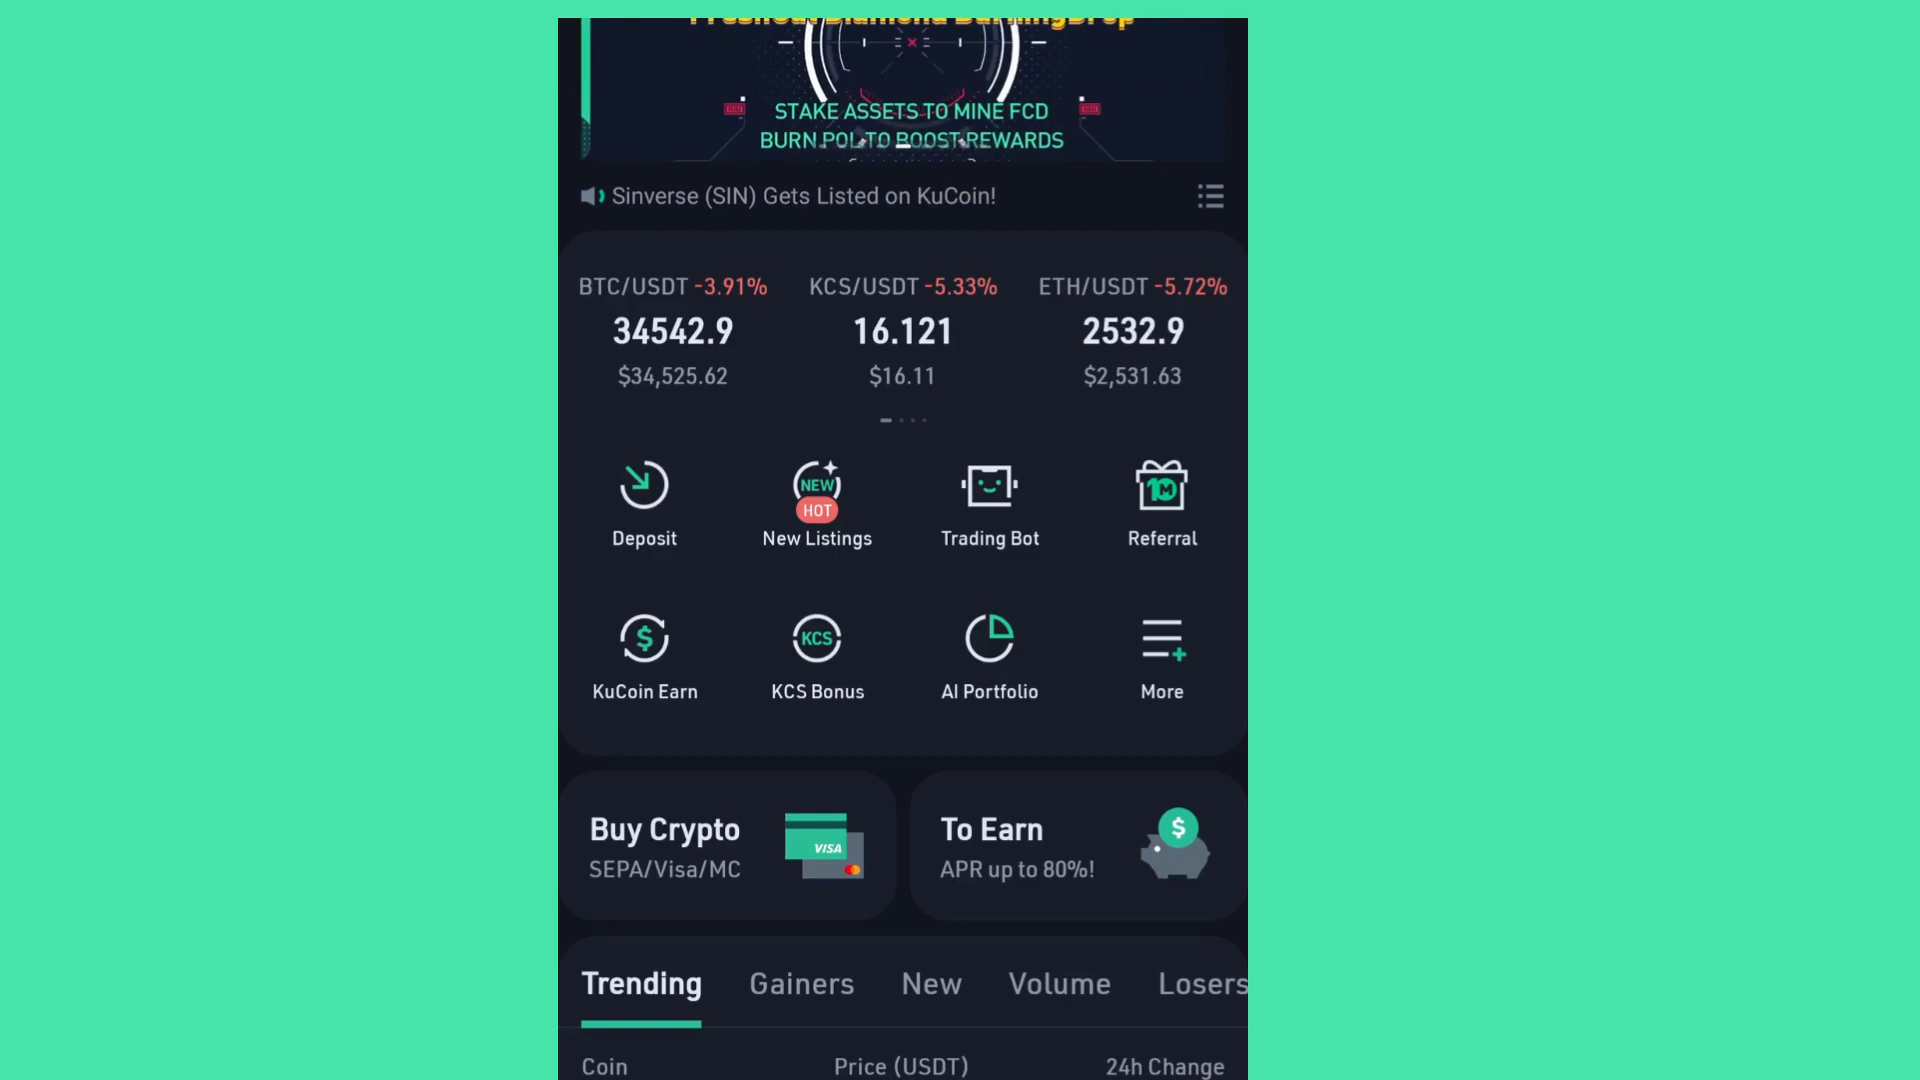 FreshCut Diamond BurningDrop
STAKE ASSETS TO MINE FCD
BURN POL TO BOOST REWARDS
Sinverse (SIN) Gets Listed on KuCoin!
BTC/USDT -3.91% KCS/USDT -5.33% ETH/USDT -5.72%
34542.9 16.121 2532.9
$34,525.62 $16.11 $2,531.63
NEW 10M
HOT
Deposit New Listings Trading Bot Referral
$ KCS
KuCoin Earn KCS Bonus AI Portfolio More
Buy Crypto
SEPA/Visa/MC
VISA
To Earn
APR up to 80%!
$
Trending Gainers New Volume Losers
Coin Price (USDT) 24h Change